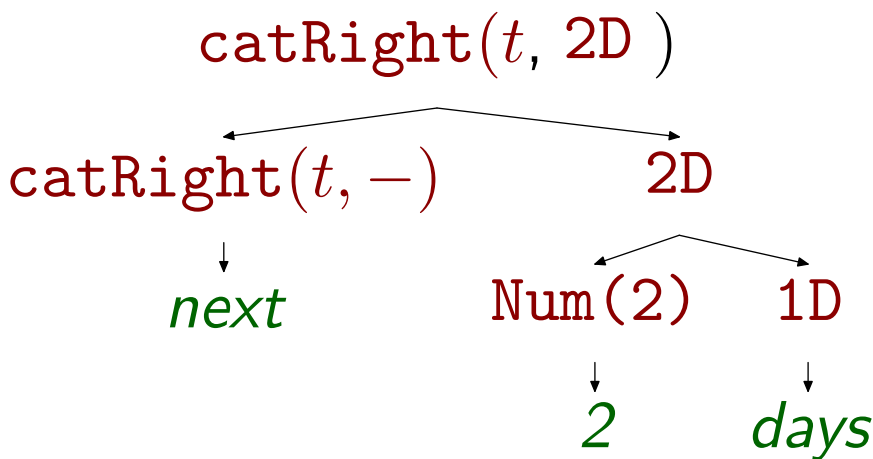 catRight(t, 2D )
catRight(t, −) 2D
next Num(2) 1D
2 days